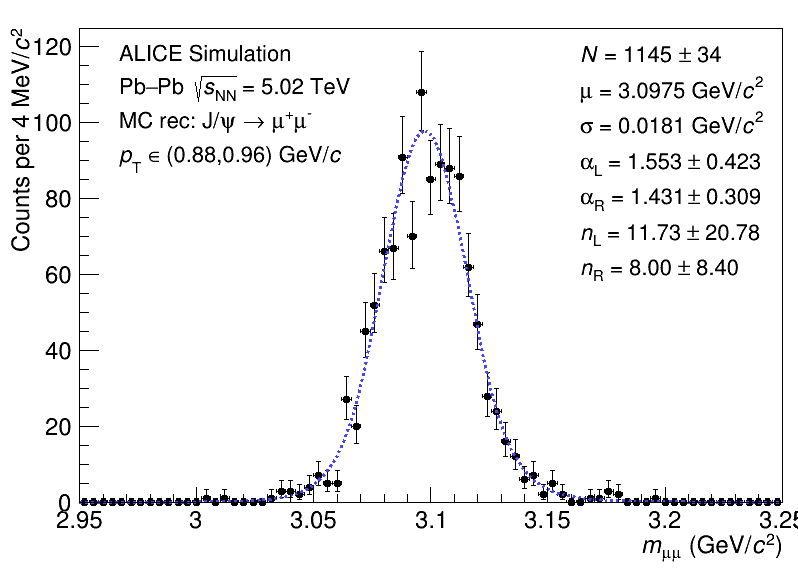 Counts per 4 MeV/c²
120
100
80
60
40
20
0
ALICE Simulation
Pb–Pb √sNN = 5.02 TeV
MC rec: J/ψ → μ⁺μ⁻
pT ∈ (0.88,0.96) GeV/c
N = 1145 ± 34
μ = 3.0975 GeV/c²
σ = 0.0181 GeV/c²
αL = 1.553 ± 0.423
αR = 1.431 ± 0.309
nL = 11.73 ± 20.78
nR = 8.00 ± 8.40
2.95 3 3.05 3.1 3.15 3.2 3.25
mμμ (GeV/c²)